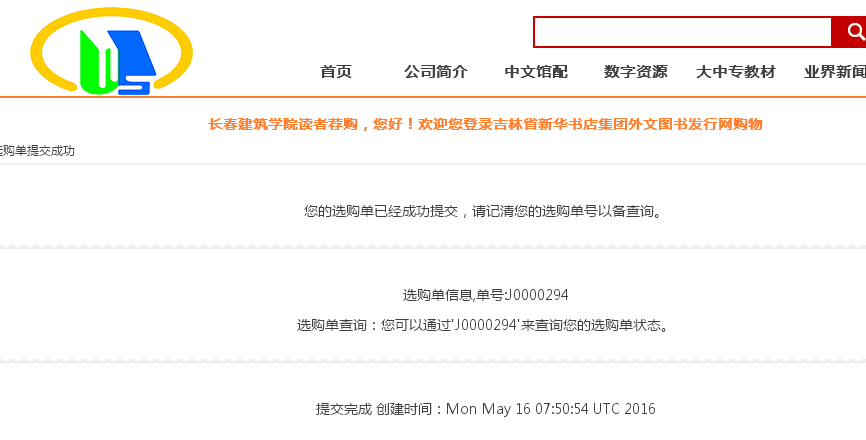 首页 公司简介 中文馆配 数字资源 大中专教材 业界新闻
长春建筑学院读者荐购，您好！欢迎您登录吉林省新华书店集团外文图书发行网购物
选购单提交成功
您的选购单已经成功提交，请记清您的选购单号以备查询。
选购单信息,单号:J0000294
选购单查询：您可以通过'J0000294'来查询您的选购单状态。
提交完成 创建时间：Mon May 16 07:50:54 UTC 2016